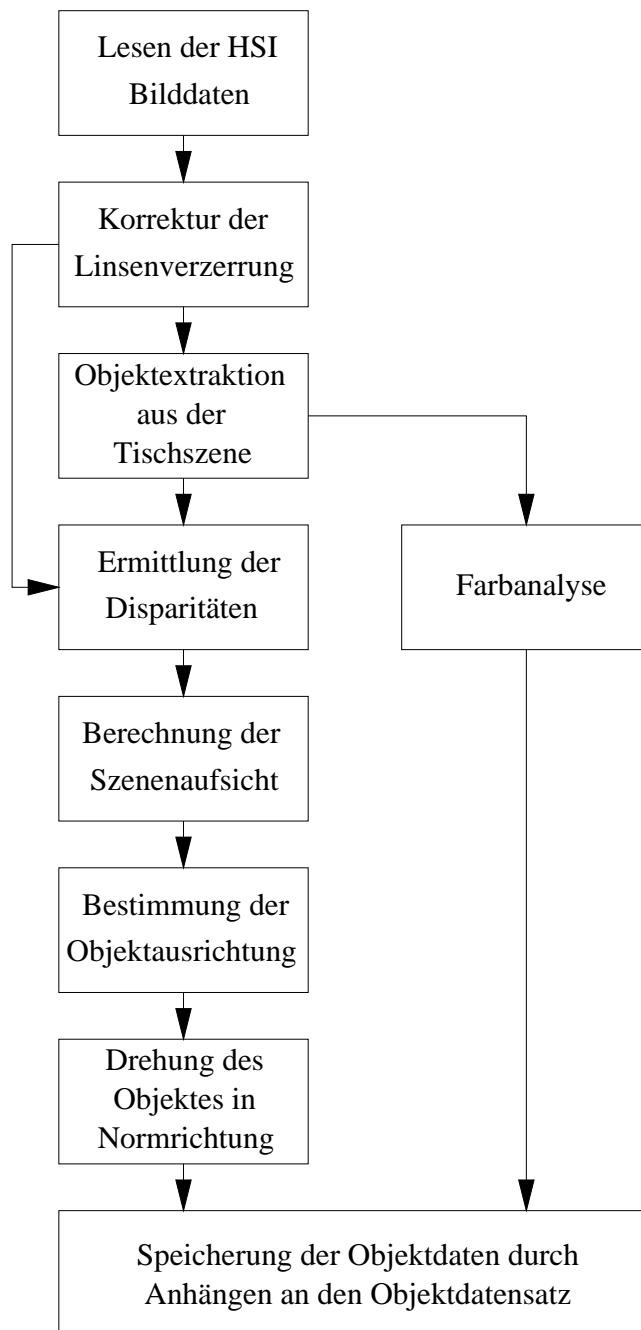 Lesen der HSI
Bilddaten
Korrektur der
Linsenverzerrung
Objektextraktion
aus der
Tischszene
Ermittlung der
Disparitäten
Farbanalyse
Berechnung der
Szenenaufsicht
Bestimmung der
Objektausrichtung
Drehung des
Objektes in
Normrichtung
Speicherung der Objektdaten durch
Anhängen an den Objektdatensatz